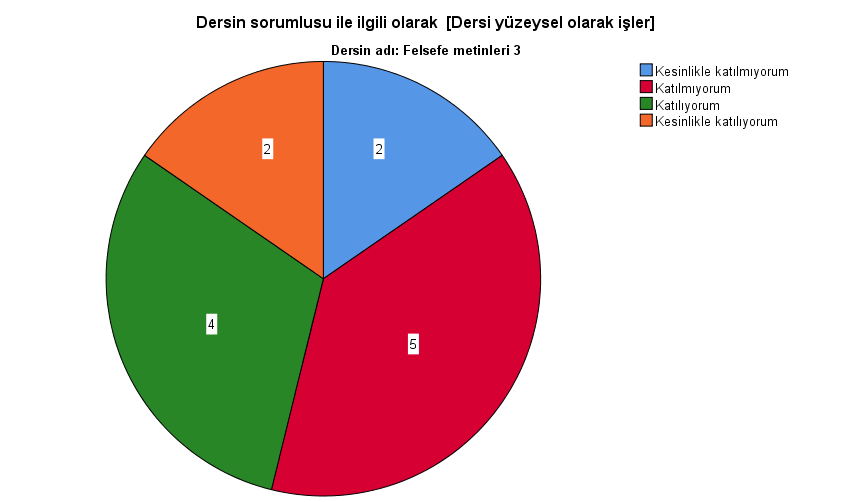 Dersin sorumlusu ile ilgili olarak [Dersi yüzeysel olarak işler]
Dersin adı: Felsefe metinleri 3
Kesinlikle katılmıyorum
Katılmıyorum
Katılıyorum
Kesinlikle katılıyorum
2
2
4
5